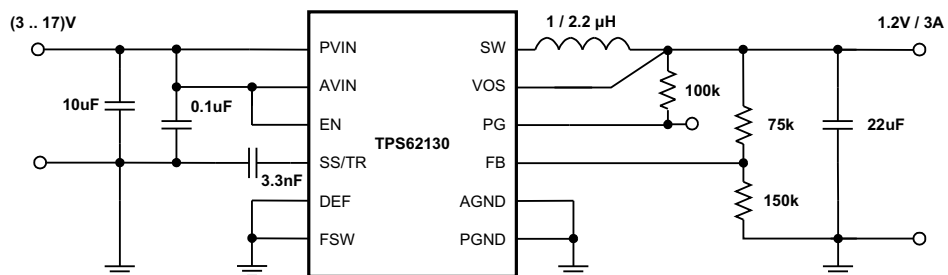 (3 .. 17)V
1 / 2.2 µH
1.2V / 3A
PVIN
SW
AVIN
VOS
100k
10uF
0.1uF
EN
PG
75k
22uF
TPS62130
SS/TR
FB
3.3nF
DEF
AGND
150k
FSW
PGND